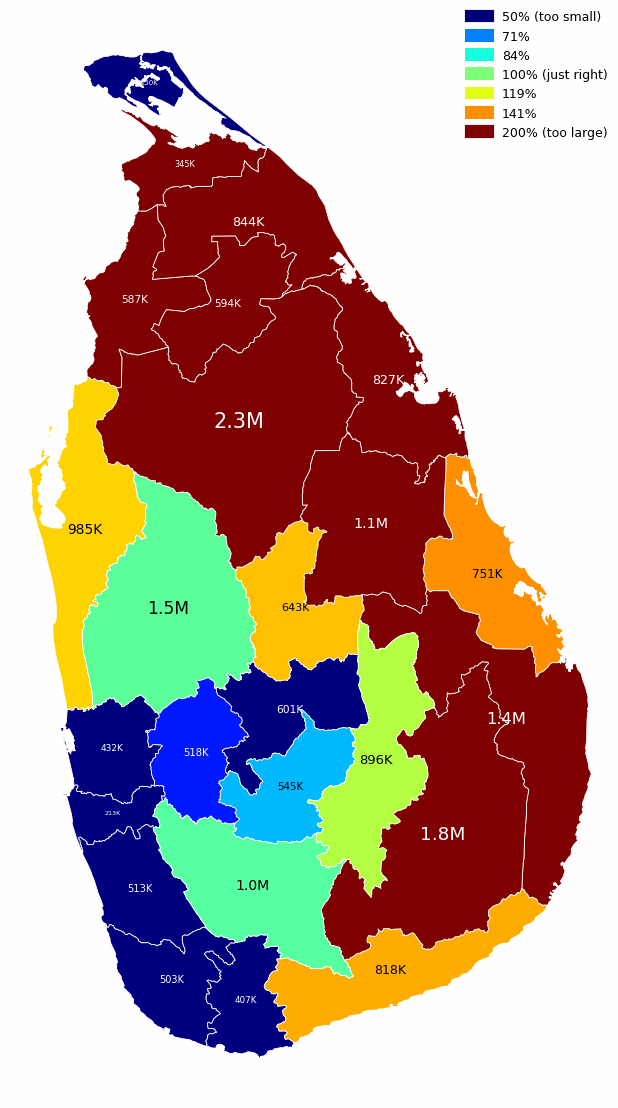 50% (too small)
71%
84%
100% (just right)
119%
141%
200% (too large)
345K
844K
587K
594K
827K
2.3M
985K
1.1M
751K
1.5M
643K
601K
1.4M
432K
518K
896K
545K
213K
1.8M
513K
1.0M
818K
503K
407K